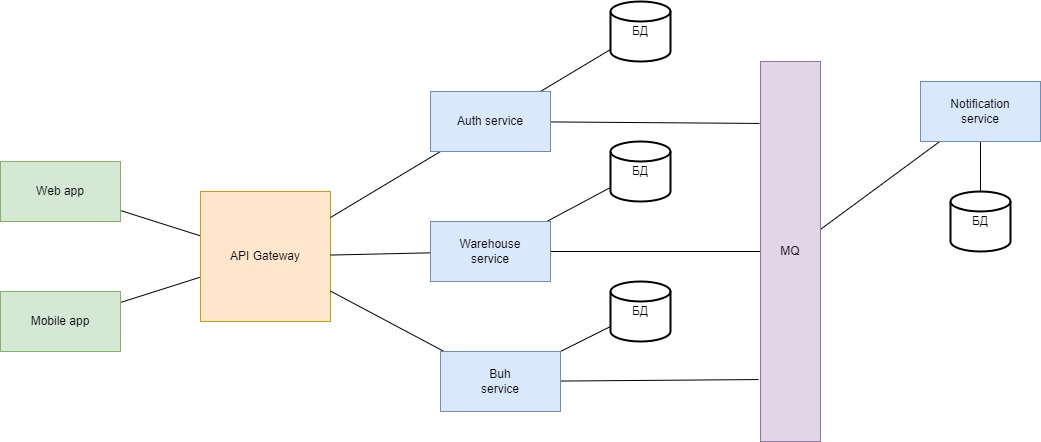 БД
Auth service
Notification
service
Web app
БД
БД
API Gateway
Warehouse
service
MQ
Mobile app
БД
Buh
service